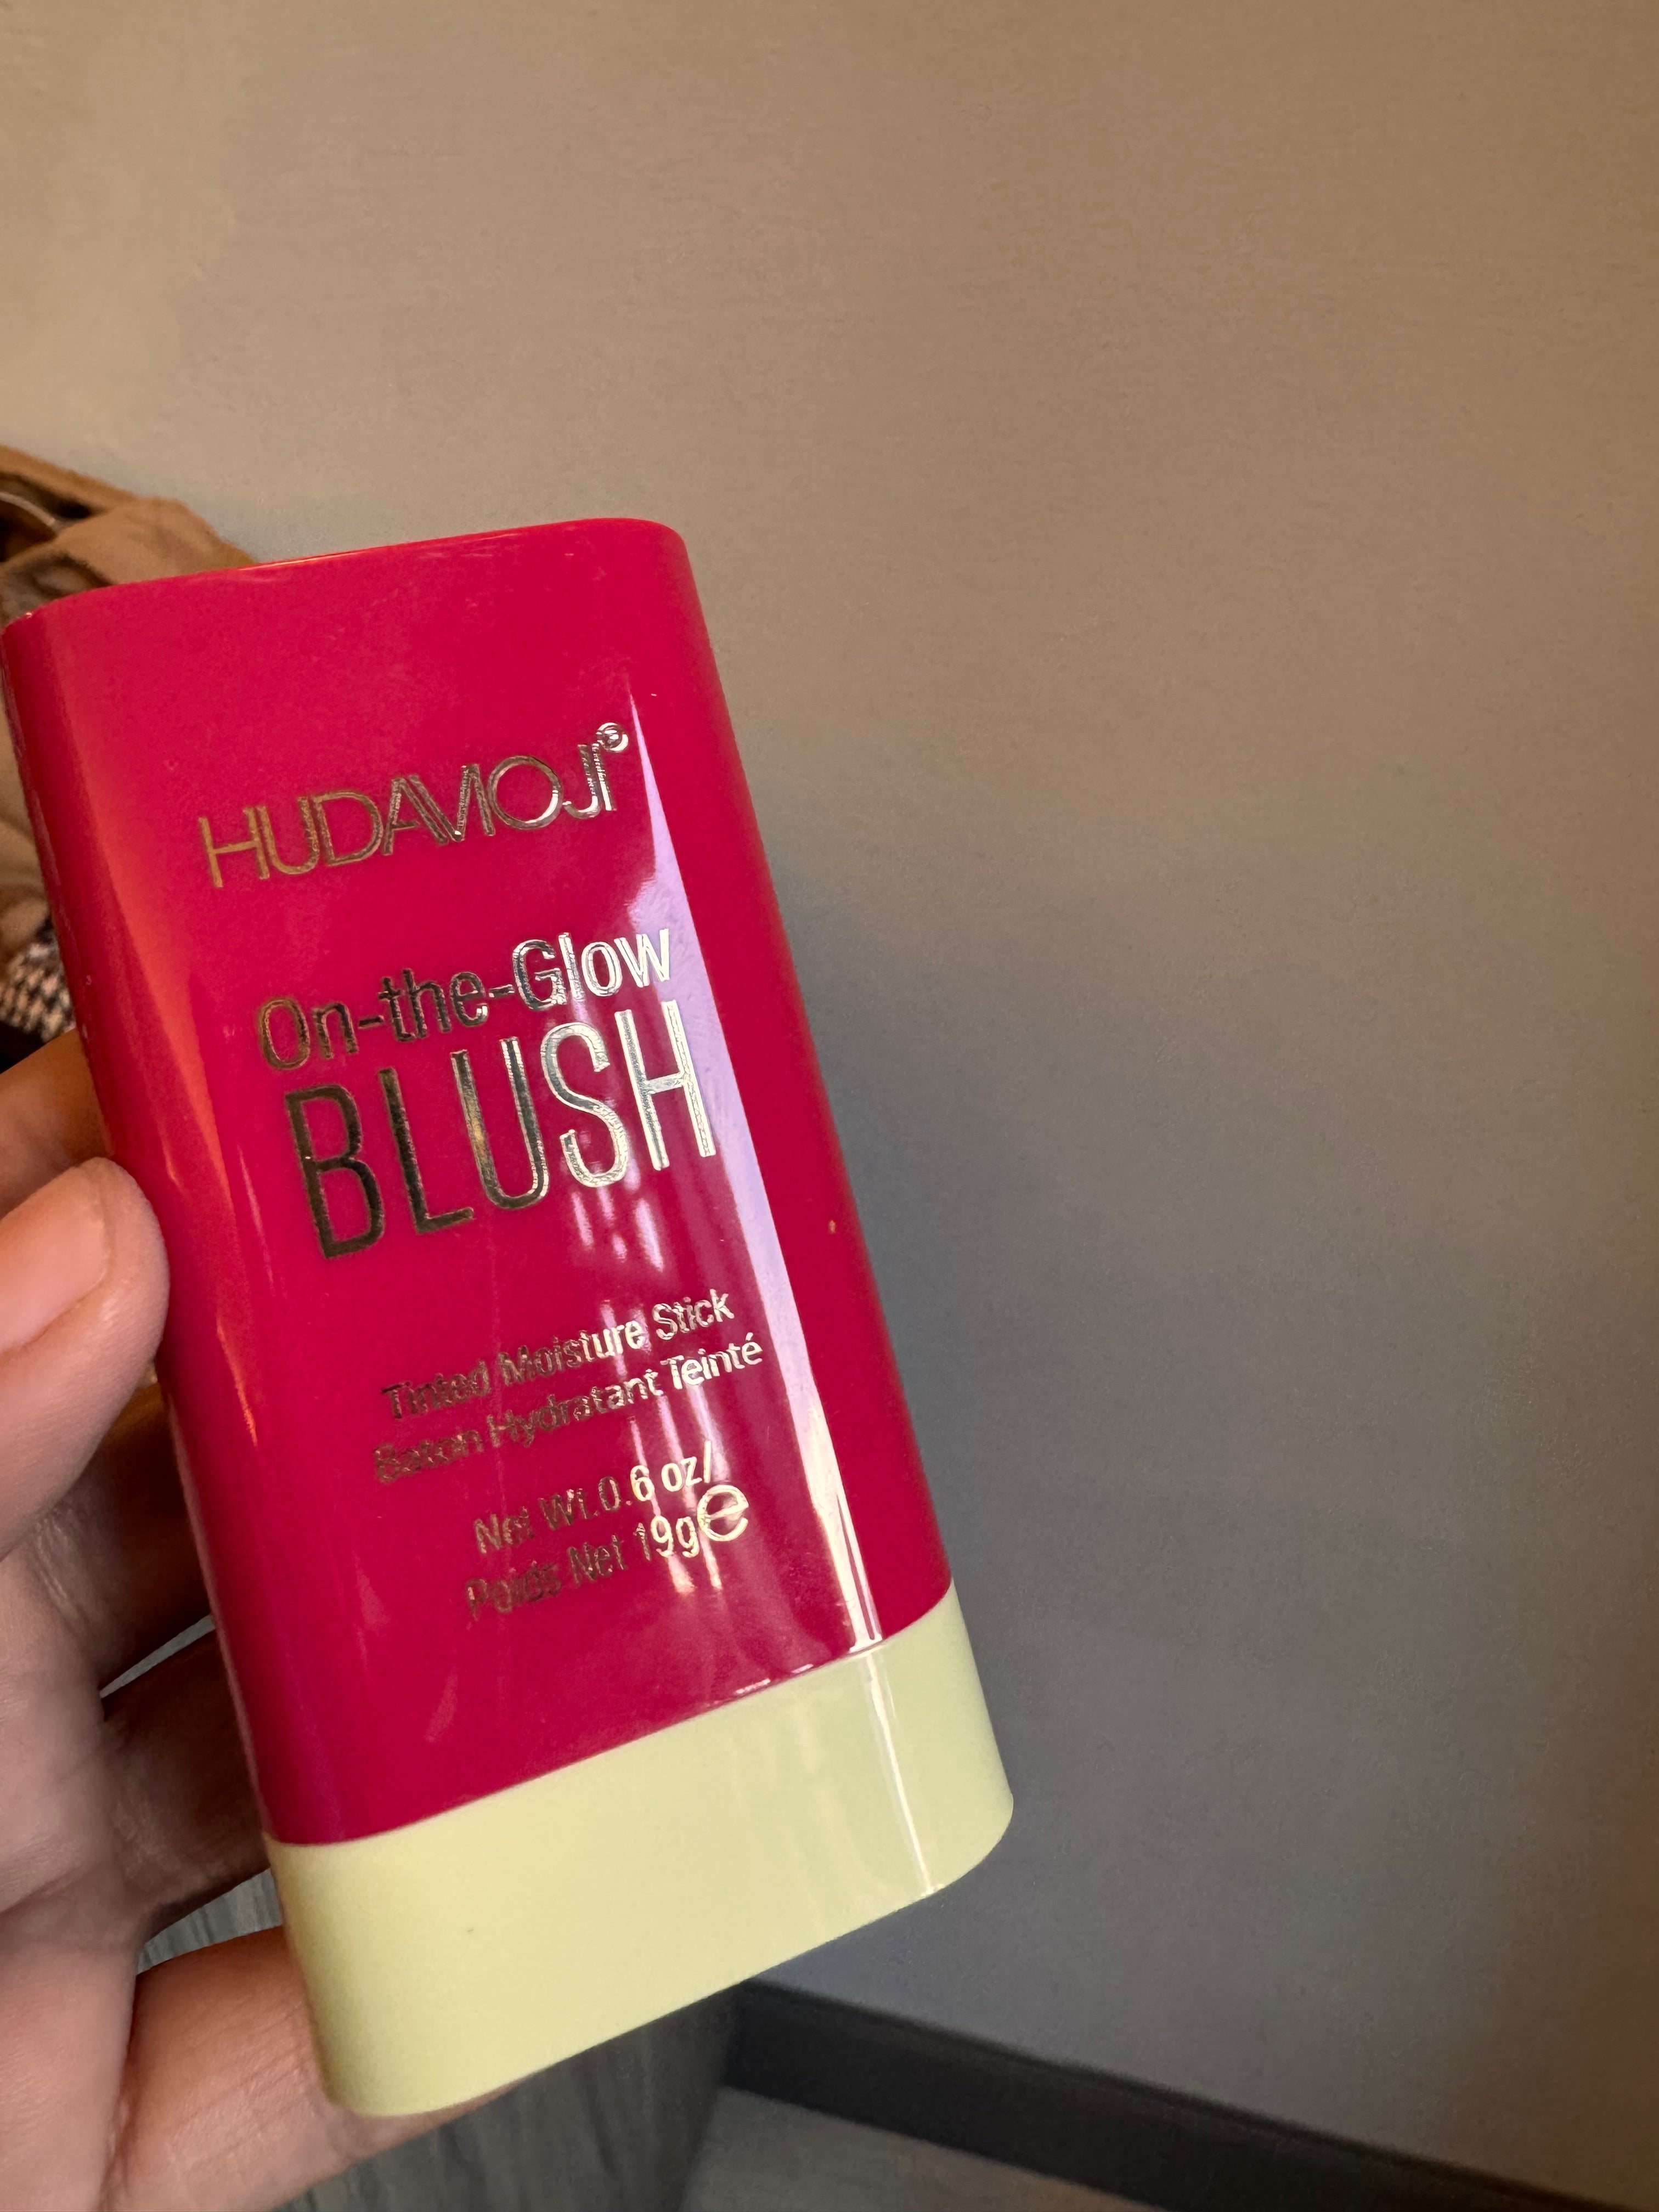 HUDAMOJI®
On-the-Glow
BLUSH
Tinted Moisture Stick
Baton Hydratant Teinté
Net Wt.0.6 oz/
Poids Net 19g e